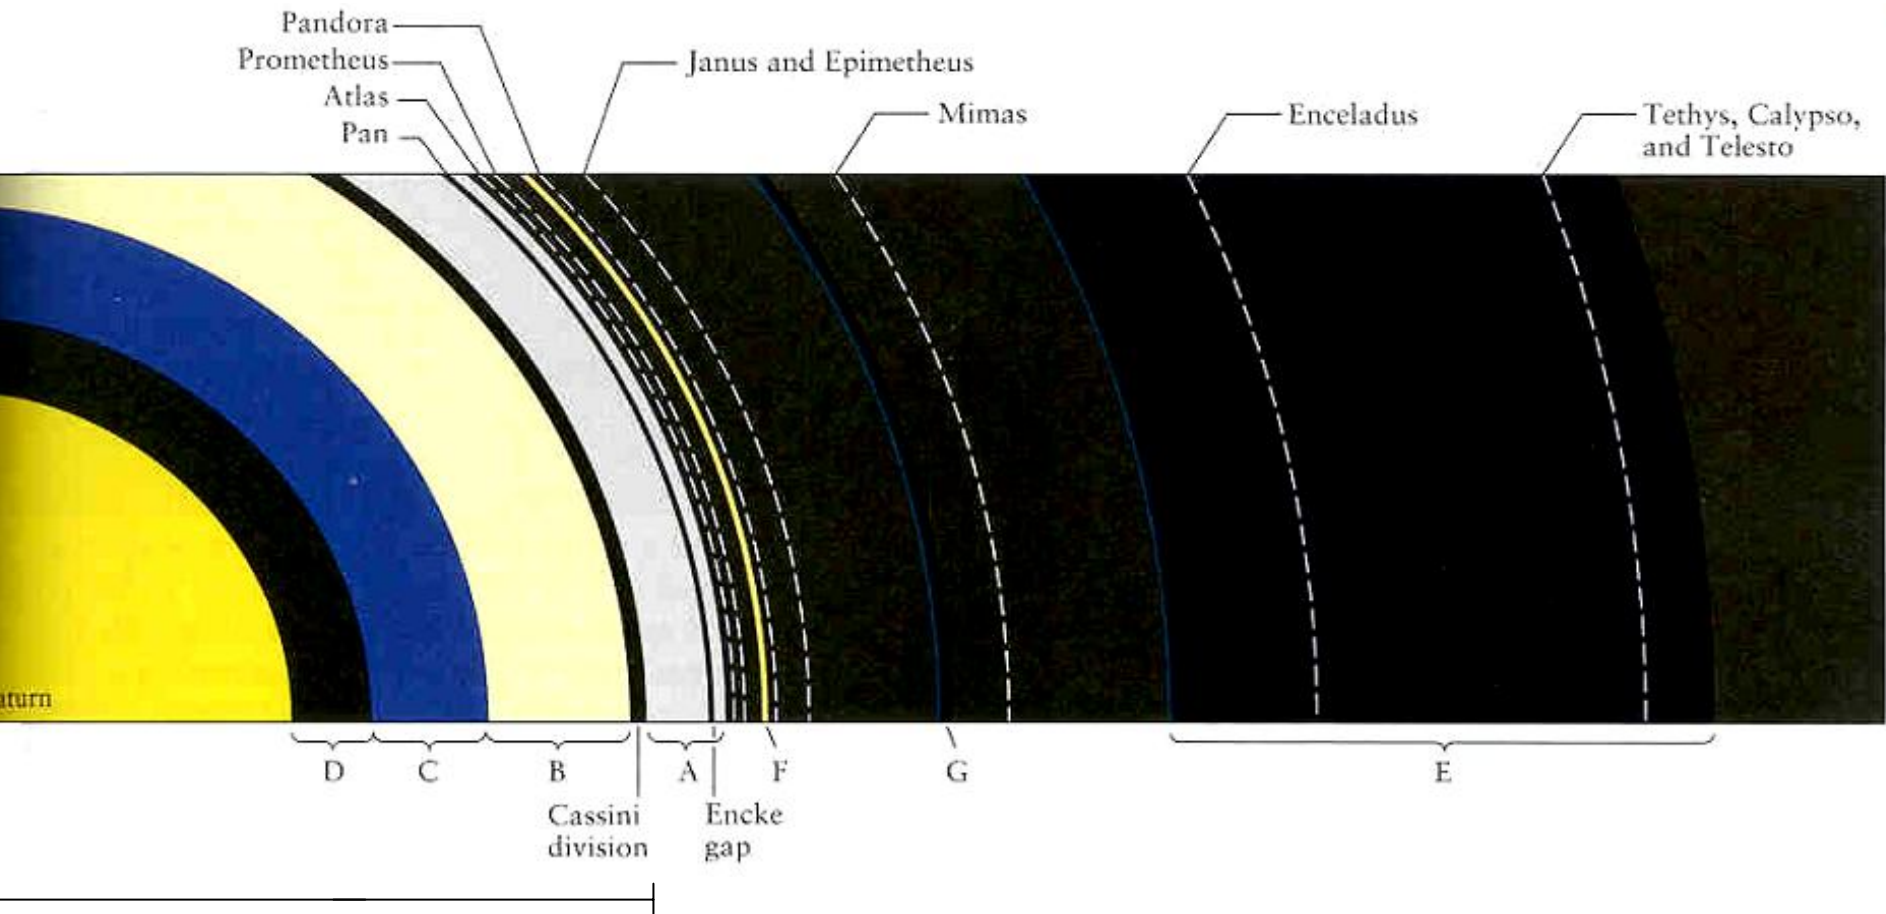 Pandora
Prometheus
Atlas
Pan
Janus and Epimetheus
Mimas
Enceladus
Tethys, Calypso,
and Telesto
aturn
D
C
B
A
F
G
E
Cassini
division
Encke
gap